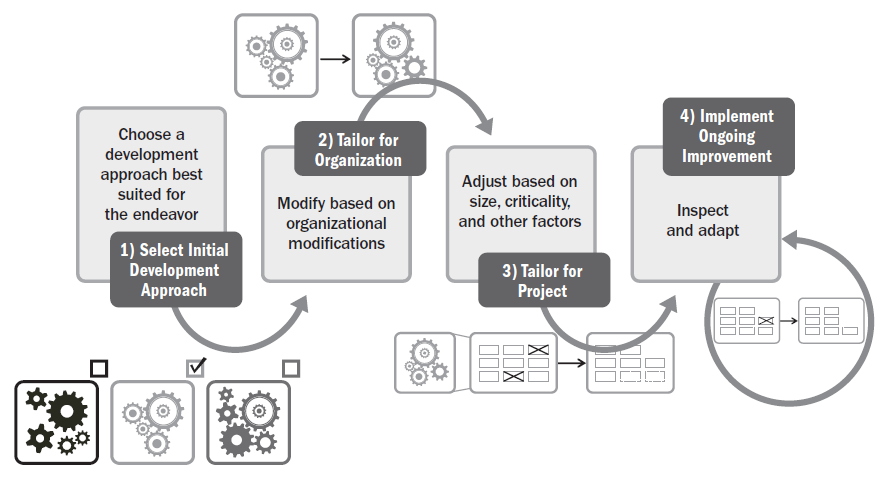 Choose a
development
approach best
suited for
the endeavor
1) Select Initial
Development
Approach
2) Tailor for
Organization
Modify based on
organizational
modifications
Adjust based on
size, criticality,
and other factors
3) Tailor for
Project
4) Implement
Ongoing
Improvement
Inspect
and adapt